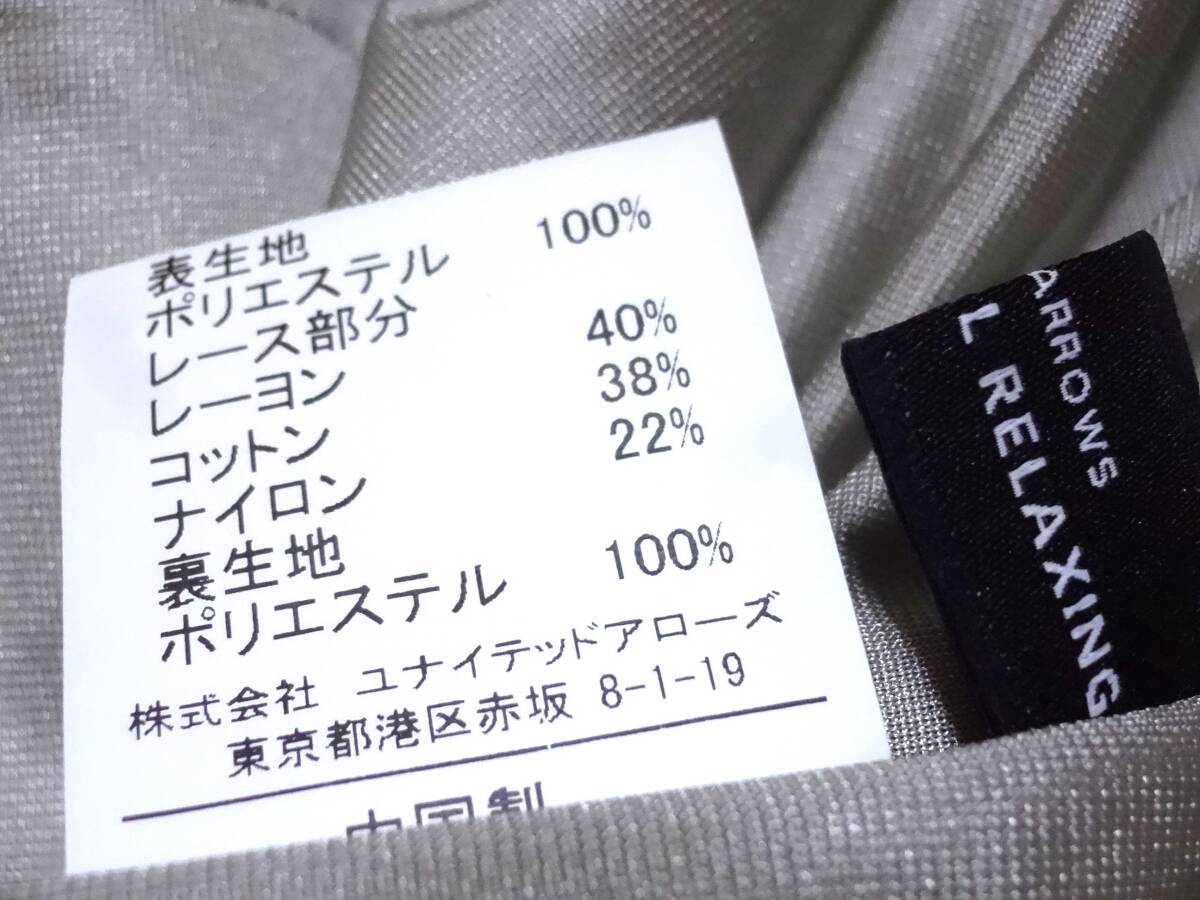 表生地
ポリエステル 100%
レース部分
レーヨン 40%
コットン 38%
ナイロン 22%
裏生地
ポリエステル 100%
株式会社 ユナイテッドアローズ
東京都港区赤坂 8-1-19
中国製
ARROWS
L RELAXING